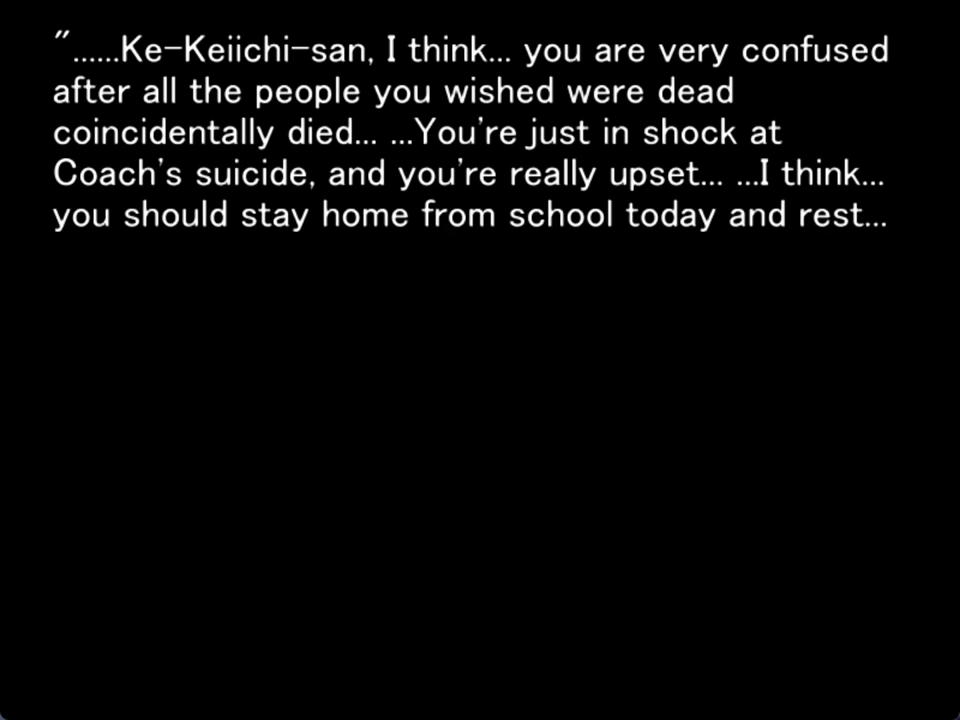 "......Ke-Keiichi-san, I think... you are very confused
after all the people you wished were dead
coincidentally died... ...You're just in shock at
Coach's suicide, and you're really upset... ...I think...
you should stay home from school today and rest...